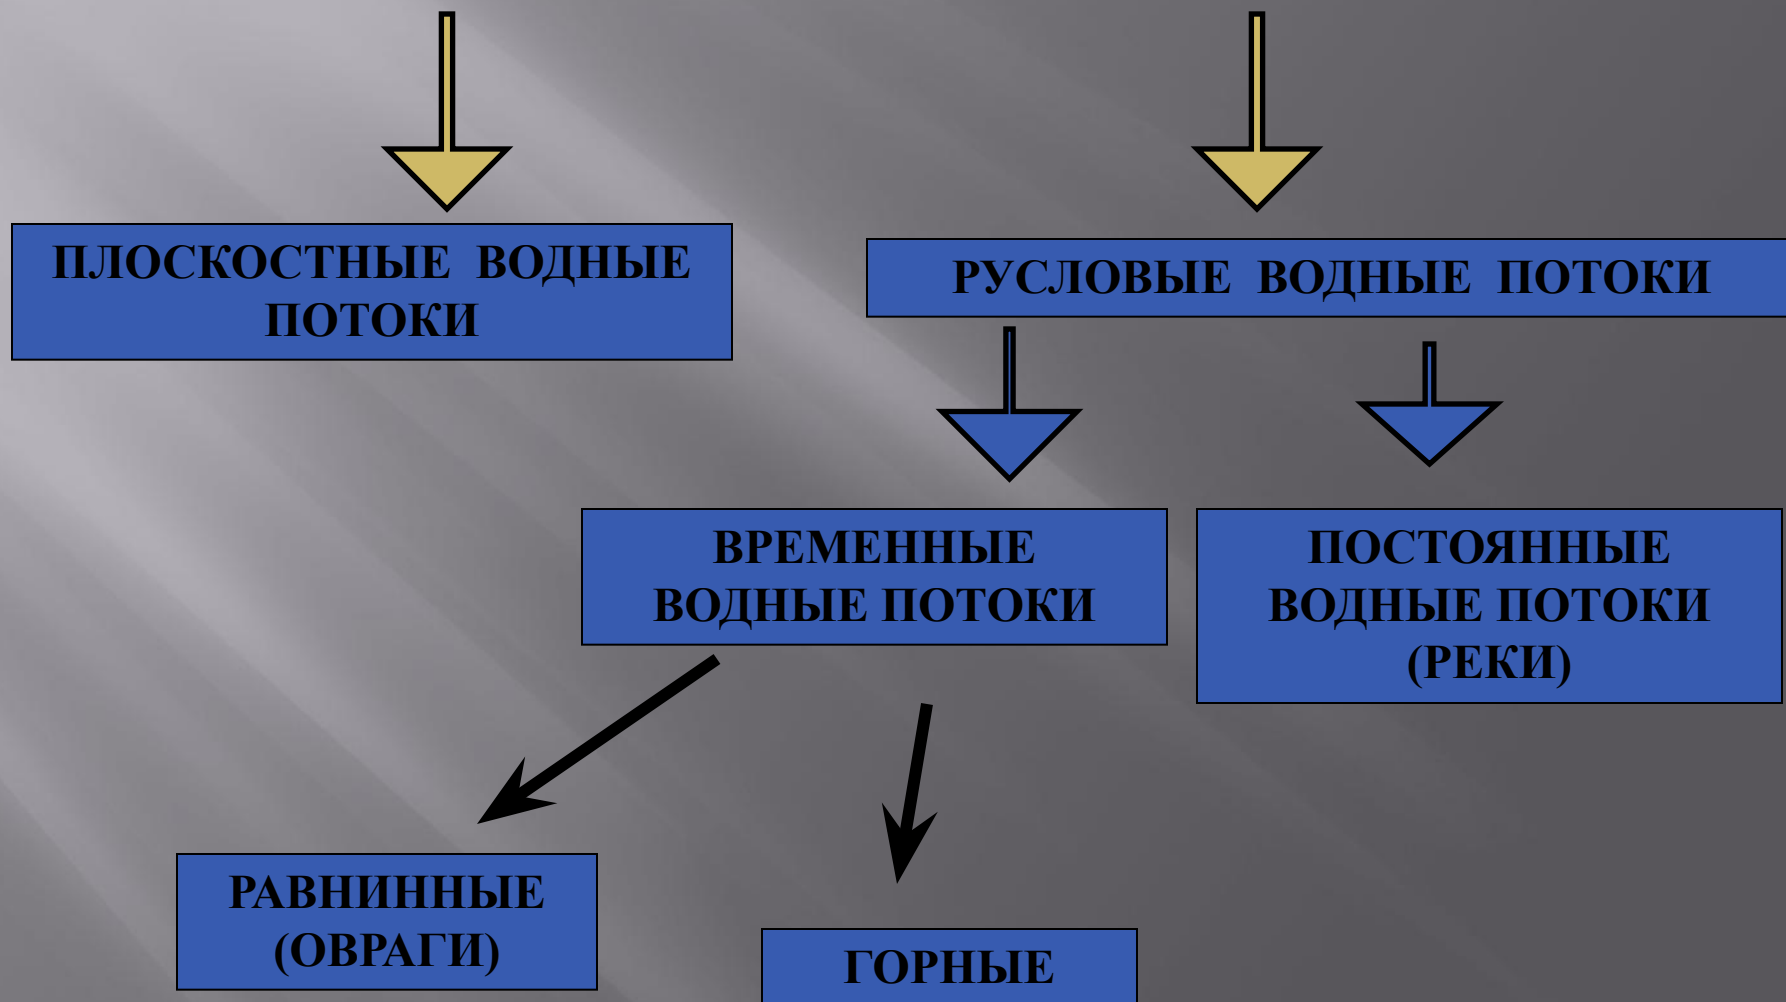 ПЛОСКОСТНЫЕ ВОДНЫЕ
ПОТОКИ
РУСЛОВЫЕ ВОДНЫЕ ПОТОКИ
ВРЕМЕННЫЕ
ВОДНЫЕ ПОТОКИ
ПОСТОЯННЫЕ
ВОДНЫЕ ПОТОКИ
(РЕКИ)
РАВНИННЫЕ
(ОВРАГИ)
ГОРНЫЕ